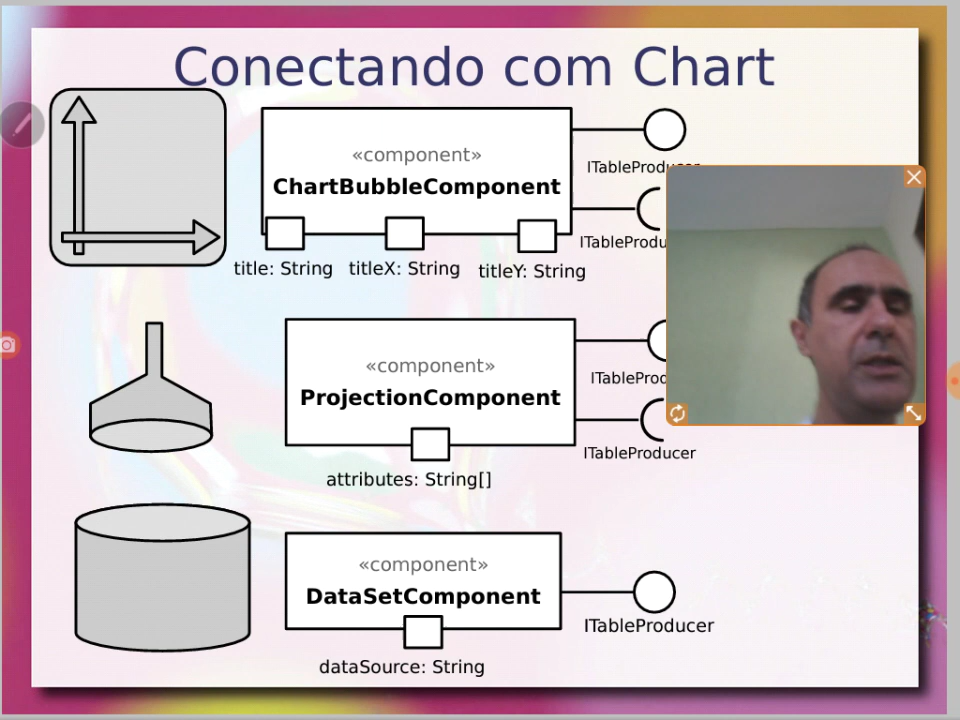 Conectando com Chart
«component»
ChartBubbleComponent
title: String
titleX: String
titleY: String
«component»
ProjectionComponent
attributes: String[]
ITableProducer
«component»
DataSetComponent
ITableProducer
dataSource: String